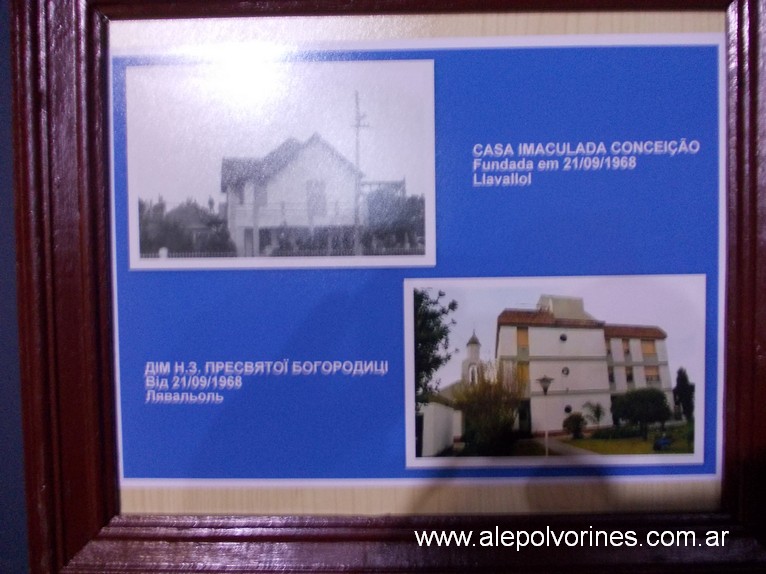 CASA IMACULADA CONCEIÇÃO
Fundada em 21/09/1968
Llavallol
ДІМ Н.З. ПРЕСВЯТОЇ БОГОРОДИЦІ
Від 21/09/1968
Лявальоль
www.alepolvorines.com.ar